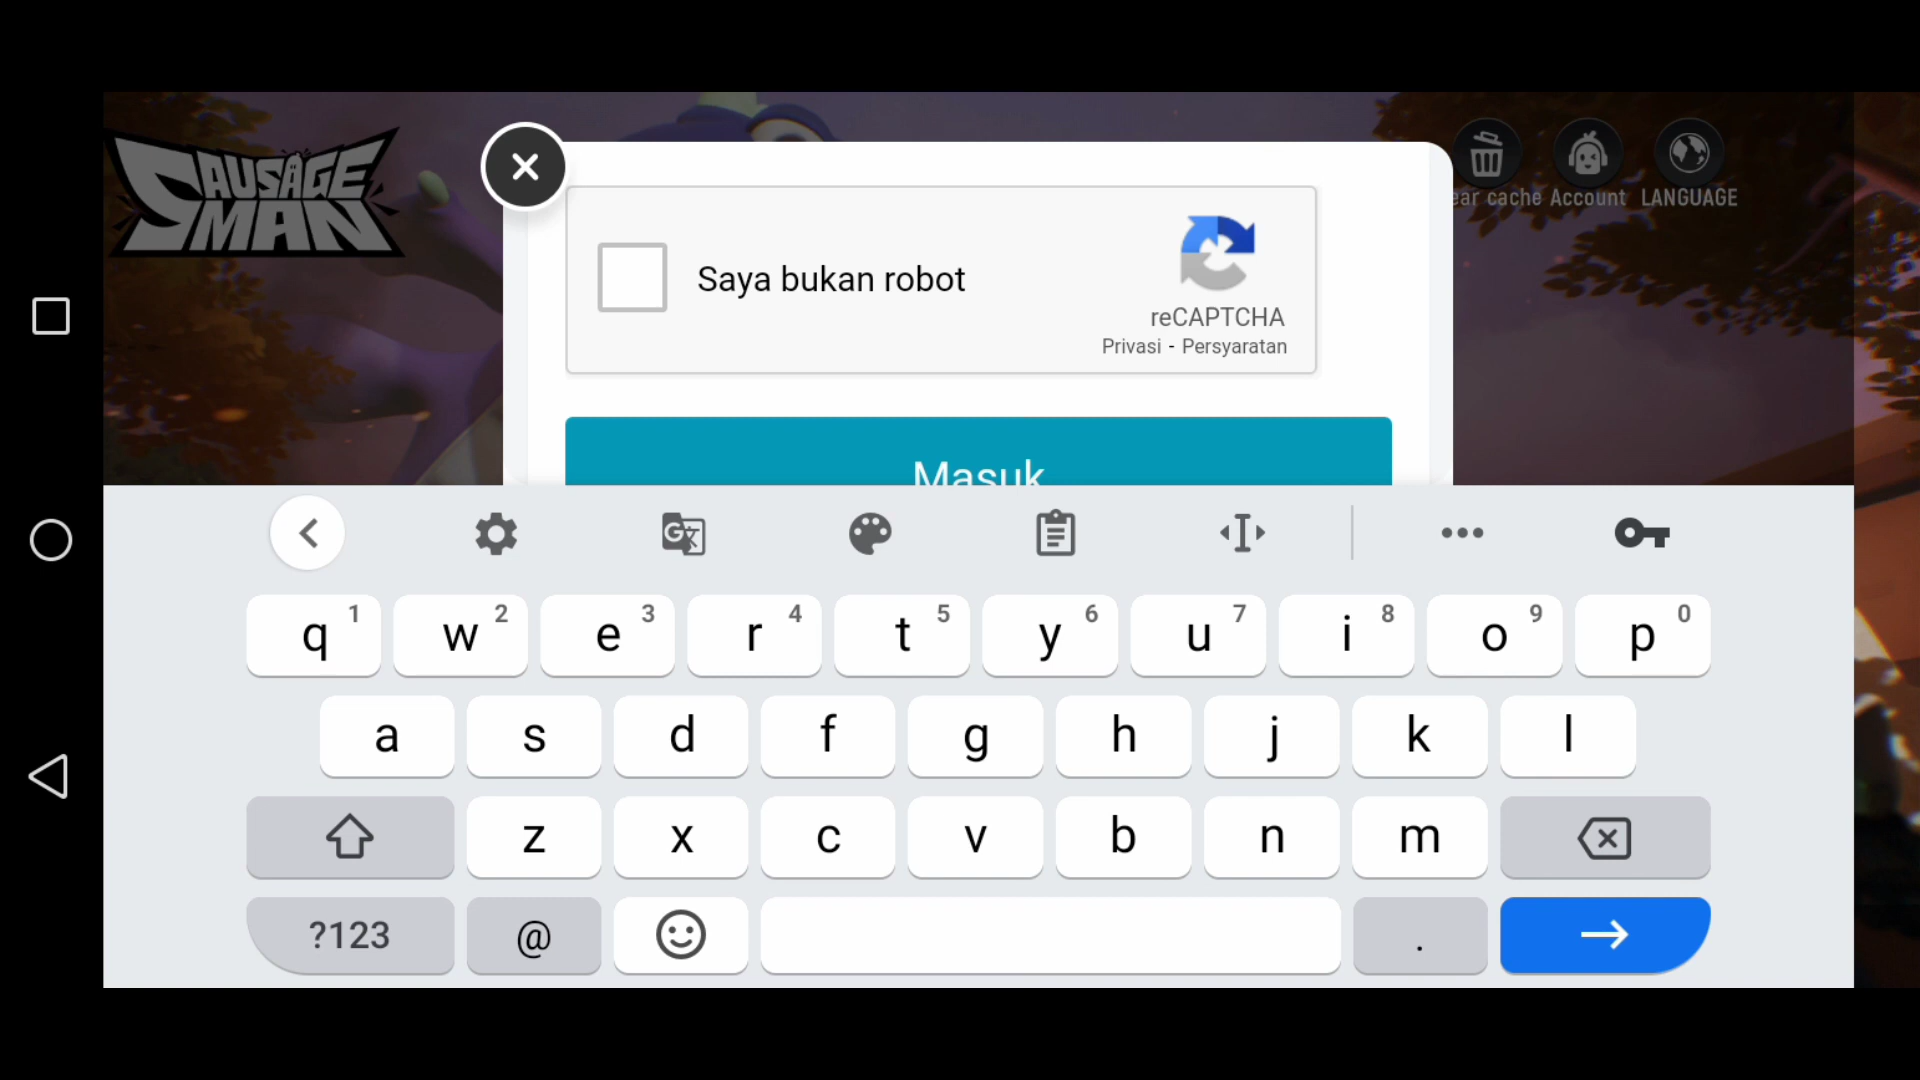 SAUSAGE
MAN
ear cache Account LANGUAGE
Saya bukan robot
reCAPTCHA
Privasi - Persyaratan
Masuk
q 1 w 2 e 3 r 4 t 5 y 6 u 7 i 8 o 9 p 0
a s d f g h j k l
z x c v b n m
?123 @ .